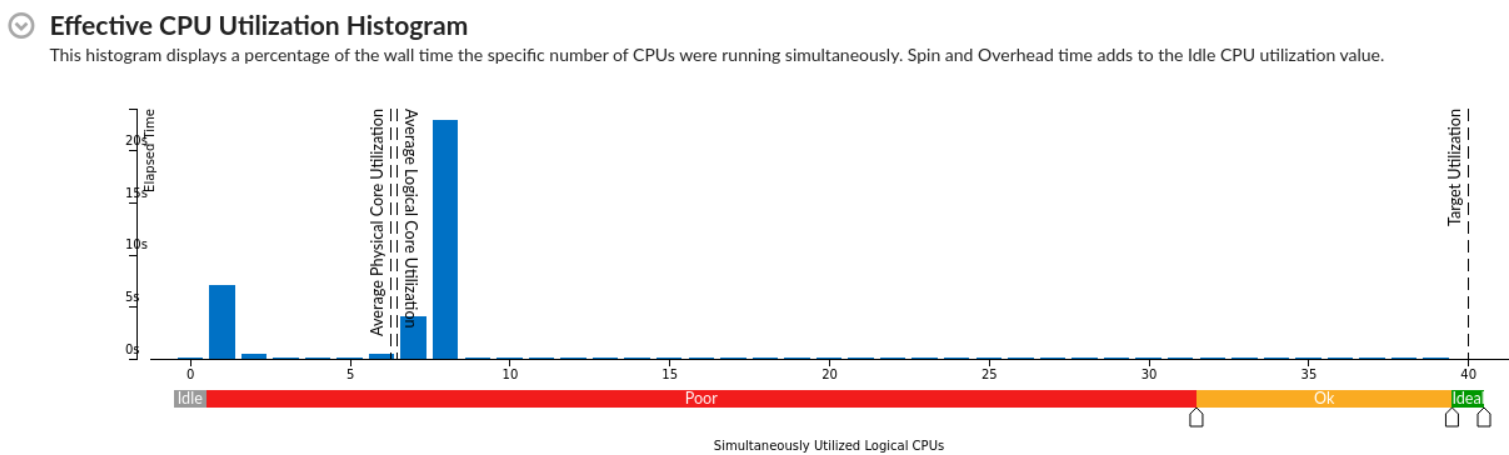 Effective CPU Utilization Histogram
This histogram displays a percentage of the wall time the specific number of CPUs were running simultaneously. Spin and Overhead time adds to the Idle CPU utilization value.
Elapsed Time
20s
15s
10s
5s
0s
Average Physical Core Utilization
Average Logical Core Utilization
Target Utilization
0 5 10 15 20 25 30 35 40
Idle Poor Ok Ideal
Simultaneously Utilized Logical CPUs